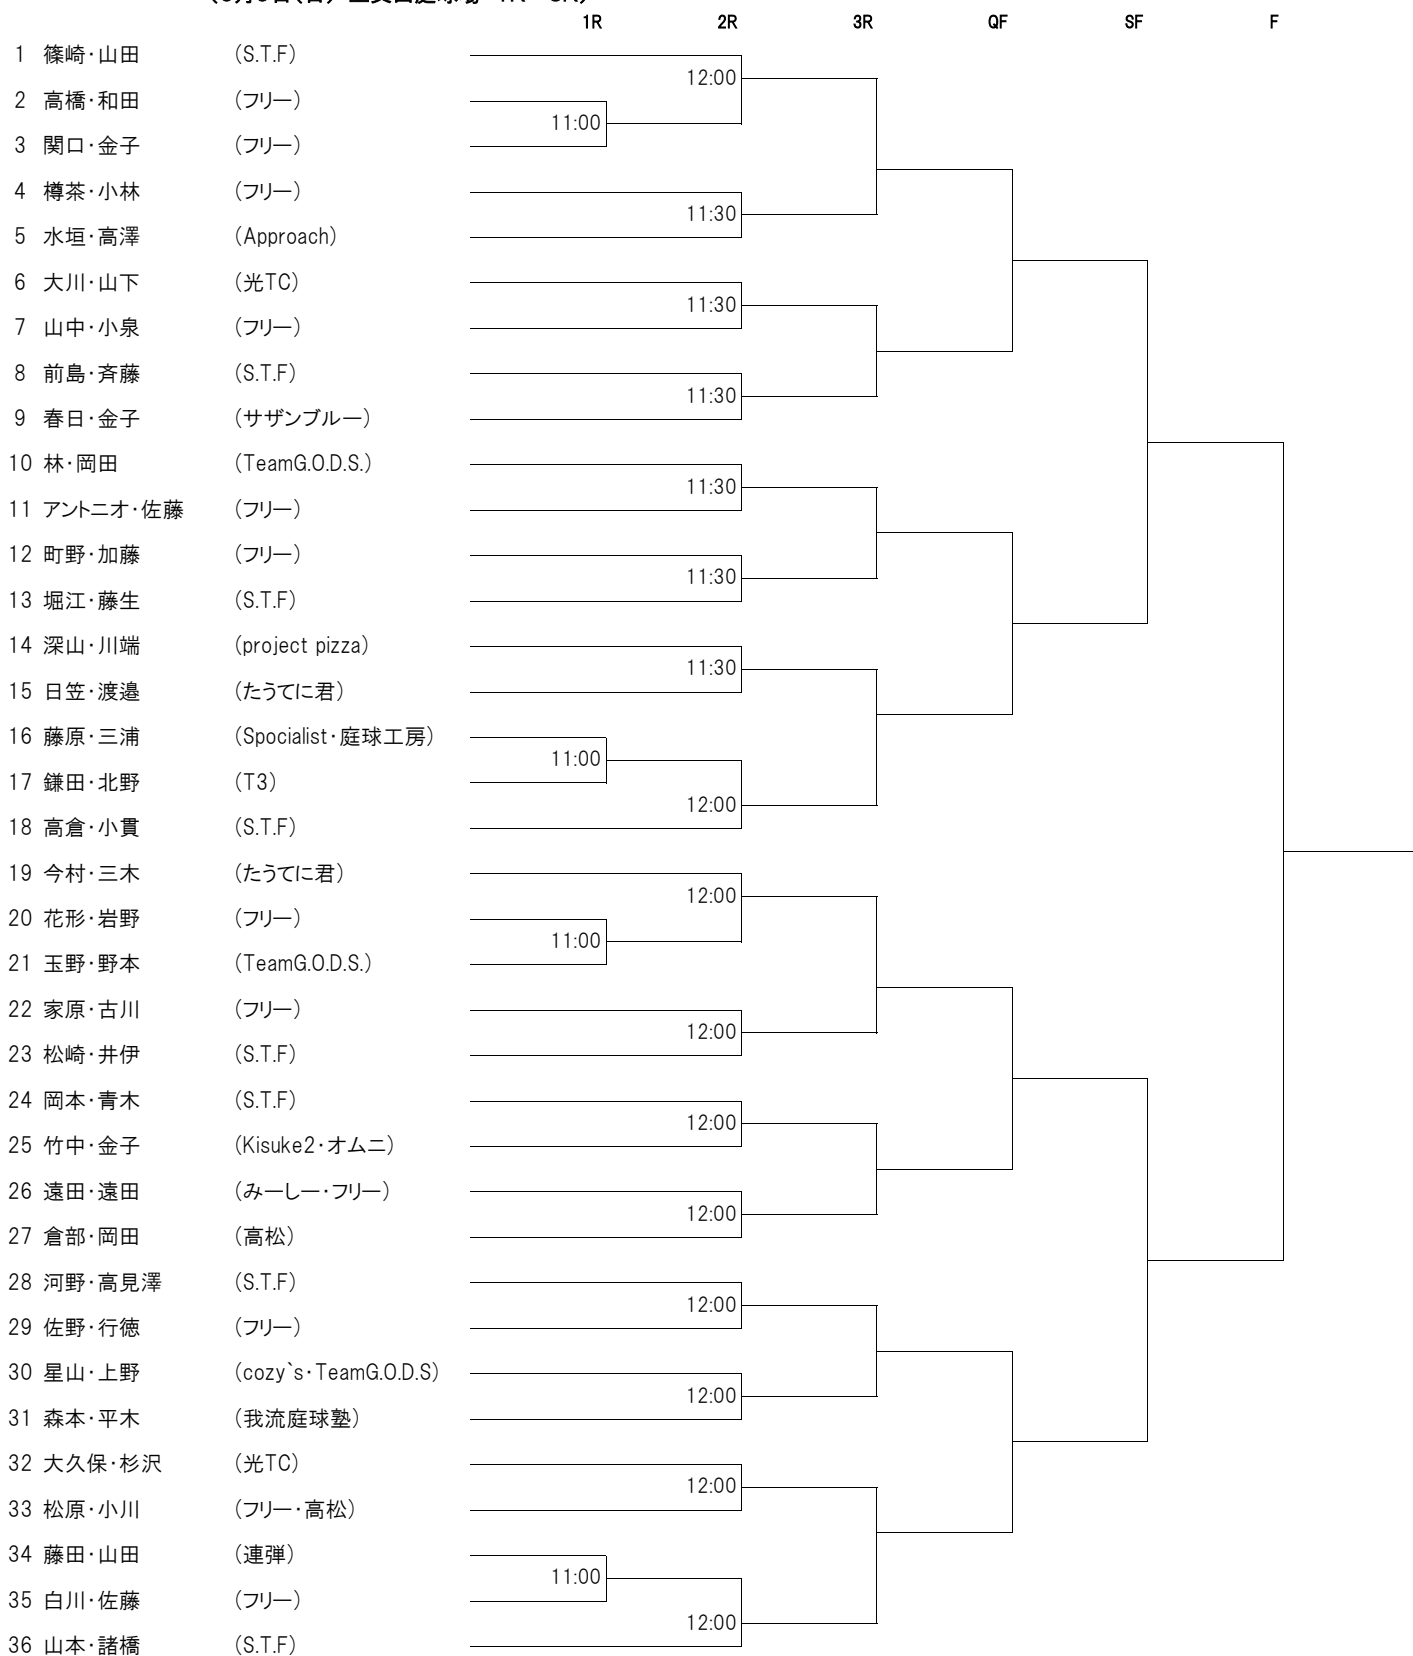 1R 2R 3R QF SF F
1 篠崎・山田 (S.T.F)
12:00
2 高橋・和田 (フリー)
11:00
3 関口・金子 (フリー)
4 樽茶・小林 (フリー)
11:30
5 水垣・高澤 (Approach)
6 大川・山下 (光TC)
11:30
7 山中・小泉 (フリー)
8 前島・斉藤 (S.T.F)
11:30
9 春日・金子 (サザンブルー)
10 林・岡田 (TeamG.O.D.S.)
11:30
11 アントニオ・佐藤 (フリー)
12 町野・加藤 (フリー)
11:30
13 堀江・藤生 (S.T.F)
14 深山・川端 (project pizza)
11:30
15 日笠・渡邉 (たうてに君)
16 藤原・三浦 (Spocialist・庭球工房)
11:00
17 鎌田・北野 (T3)
12:00
18 高倉・小貫 (S.T.F)
19 今村・三木 (たうてに君)
12:00
20 花形・岩野 (フリー)
11:00
21 玉野・野本 (TeamG.O.D.S.)
22 家原・古川 (フリー)
12:00
23 松崎・井伊 (S.T.F)
24 岡本・青木 (S.T.F)
12:00
25 竹中・金子 (Kisuke2・オムニ)
26 遠田・遠田 (みーしー・フリー)
12:00
27 倉部・岡田 (高松)
28 河野・高見澤 (S.T.F)
12:00
29 佐野・行徳 (フリー)
30 星山・上野 (cozy`s・TeamG.O.D.S)
12:00
31 森本・平木 (我流庭球塾)
32 大久保・杉沢 (光TC)
12:00
33 松原・小川 (フリー・高松)
34 藤田・山田 (連弾)
11:00
35 白川・佐藤 (フリー)
12:00
36 山本・諸橋 (S.T.F)